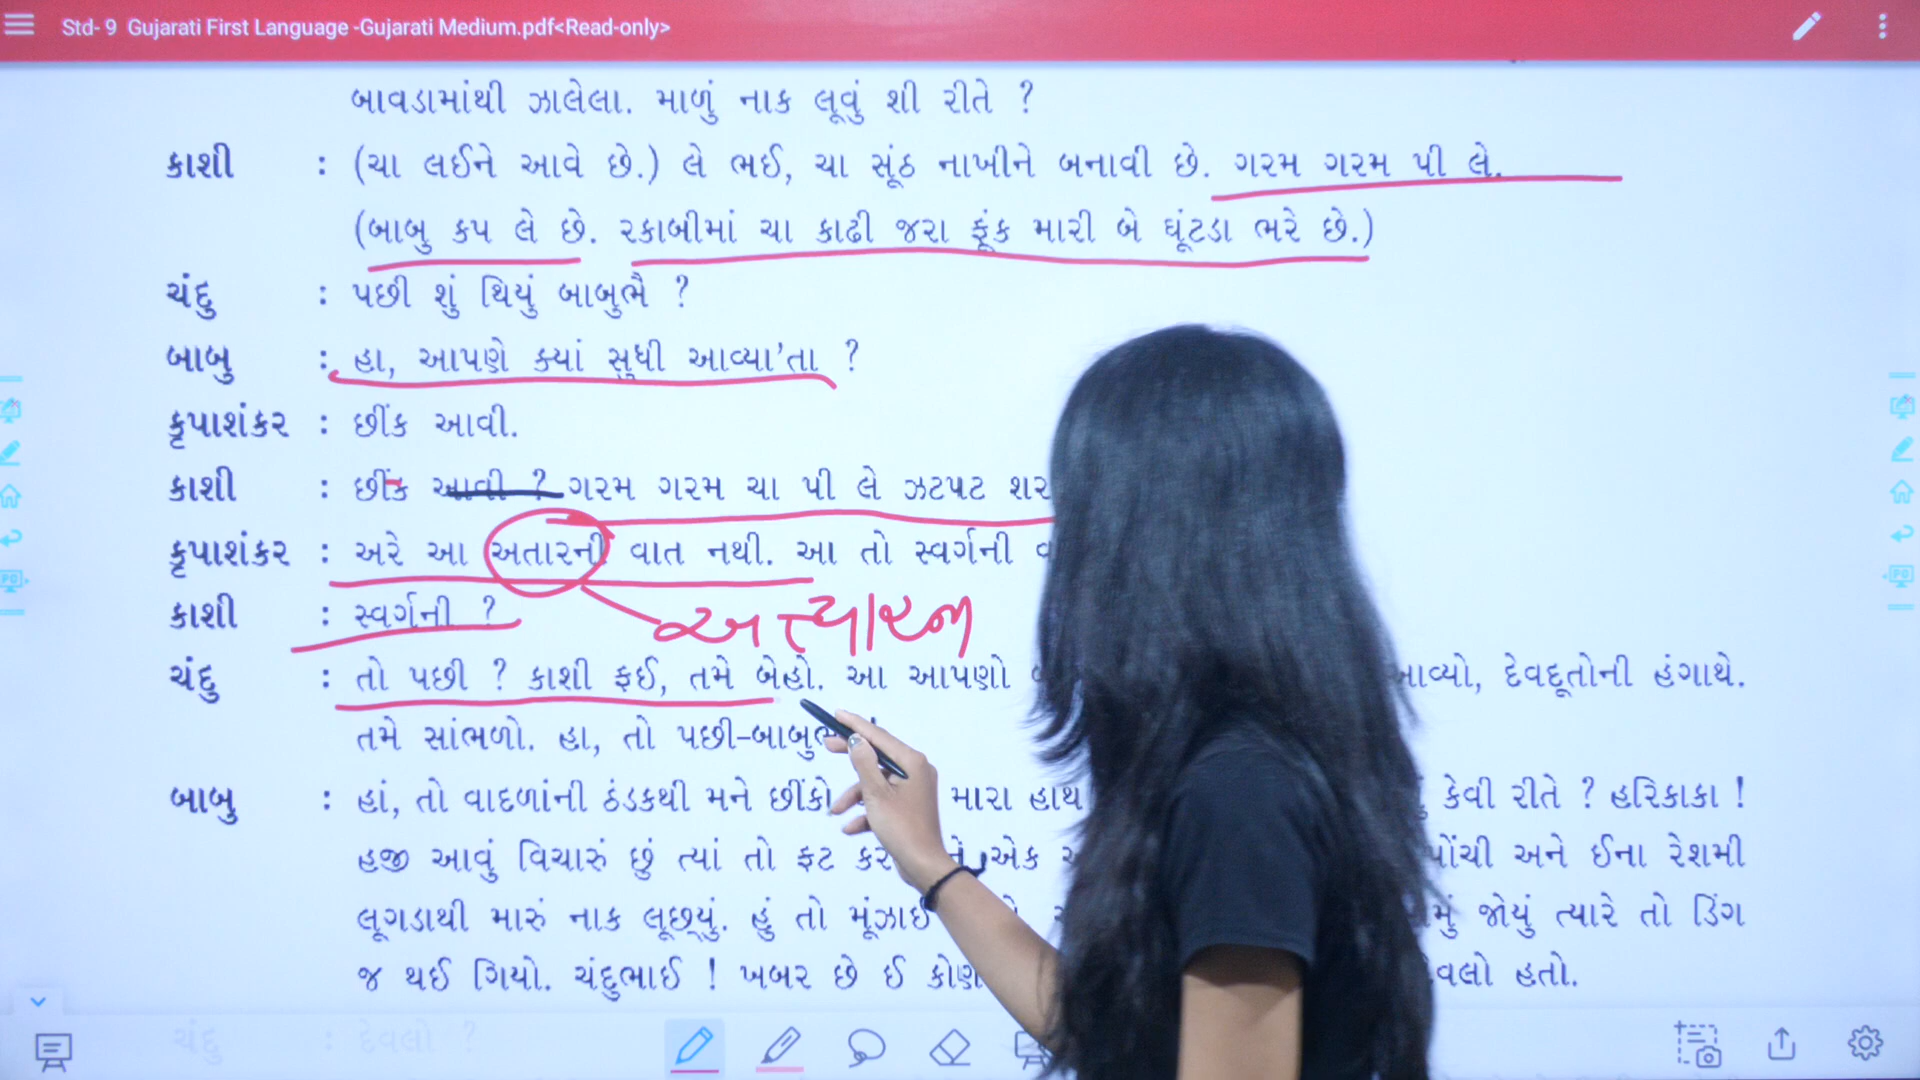 Std- 9 Gujarati First Language -Gujarati Medium.pdf<Read-only>
બાવડામાંથી ઝાલેલા. માળું નાક લૂવું શી રીતે ?
કાશી : (ચા લઈને આવે છે.) લે ભઈ, ચા સૂંઠ નાખીને બનાવી છે. ગરમ ગરમ પી લે.
(બાબુ કપ લે છે. રકાબીમાં ચા કાઢી જરા ફૂંક મારી બે ઘૂંટડા ભરે છે.)
ચંદુ : પછી શું થિયું બાબુભૈ ?
બાબુ : હા, આપણે ક્યાં સુધી આવ્યા'તા ?
કૃપાશંકર : છીંક આવી.
કાશી : છીંક આવી ? ગરમ ગરમ ચા પી લે ઝટપટ
કૃપાશંકર : અરે આ અતારની વાત નથી. આ તો સ્વર્ગની
કાશી : સ્વર્ગની ?
અત્યારના
ચંદુ : તો પછી ? કાશી ફઈ, તમે બેહો. આ આપણો આવ્યો, દેવદૂતોની હંગાથે.
તમે સાંભળો. હા, તો પછી–
બાબુ : હાં, તો વાદળાંની ઠંડકથી મને છીંકો મારા હાથ કેવી રીતે ? હરિકાકા !
હજી આવું વિચારું છું ત્યાં તો ફટ એક પોંચી અને ઈના રેશમી
લૂગડાથી મારું નાક લૂછ્યું. હું તો જોયું ત્યારે તો ડિંગ
જ થઈ ગિયો. ચંદુભાઈ ! ખબર છે ઈ કોણ હતો.
ચંદુ : દેવલો ?